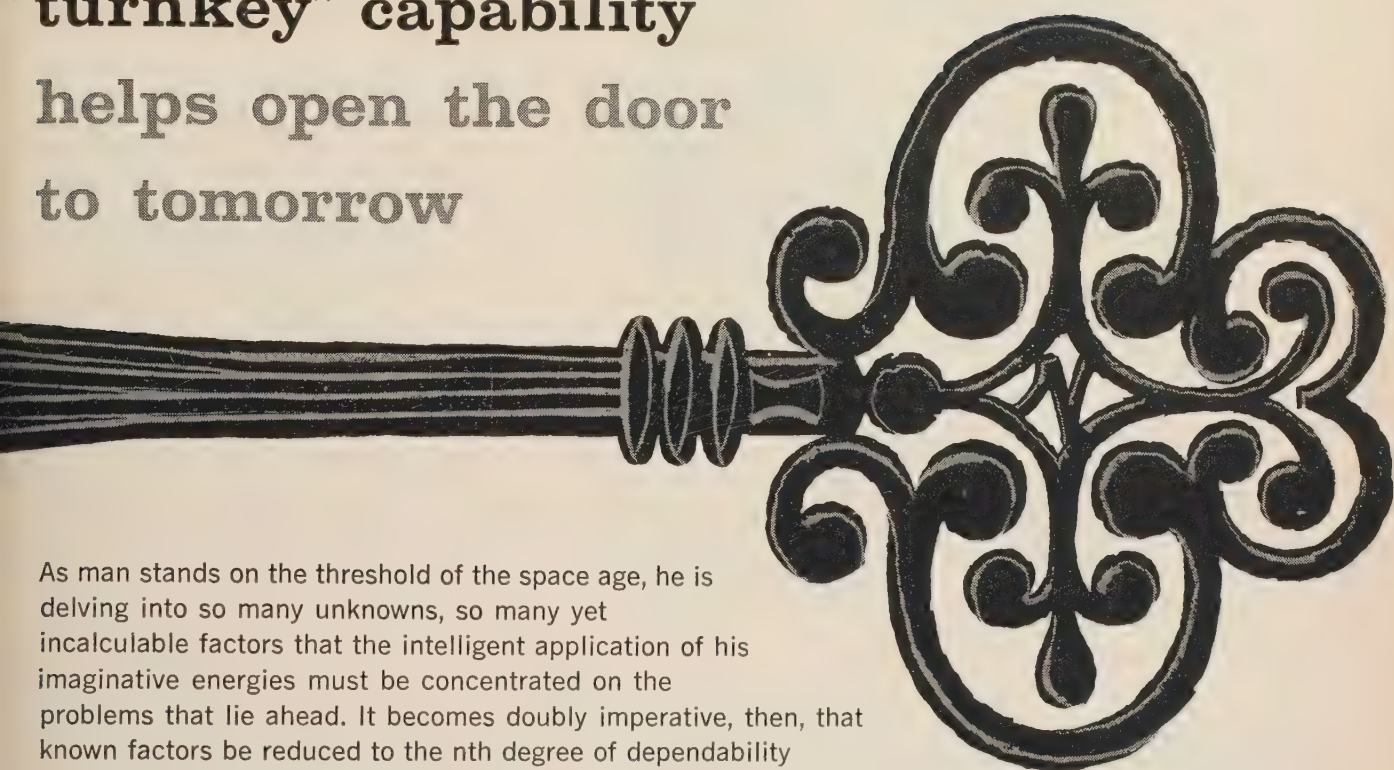 turnkey" capability
helps open the door
to tomorrow
As man stands on the threshold of the space age, he is
delving into so many unknowns, so many yet
incalculable factors that the intelligent application of his
imaginative energies must be concentrated on the
problems that lie ahead. It becomes doubly imperative, then, that
known factors be reduced to the nth degree of dependability